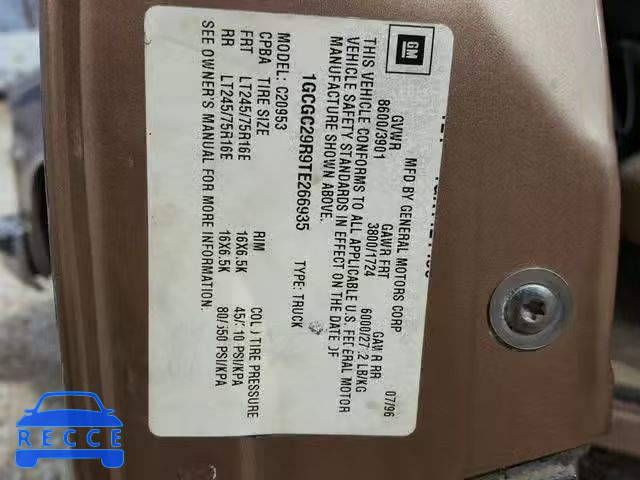 GM
MFD BY GENERAL MOTORS CORP 07/96
GVWR GAWR FRT GAWR RR
8600/3901 3800/1724 6000/2722 LB/KG
THIS VEHICLE CONFORMS TO ALL APPLICABLE U.S. FEDERAL MOTOR
VEHICLE SAFETY STANDARDS IN EFFECT ON THE DATE OF
MANUFACTURE SHOWN ABOVE.
1GCGC29R9TE266935 TYPE: TRUCK
MODEL: C20953
CPBA TIRE SIZE RIM COLD TIRE PRESSURE
FRT LT245/75R16E 16X6.5K 45/310 PSI/KPA
RR LT245/75R16E 16X6.5K 80/550 PSI/KPA
SEE OWNER'S MANUAL FOR MORE INFORMATION.
RECCE